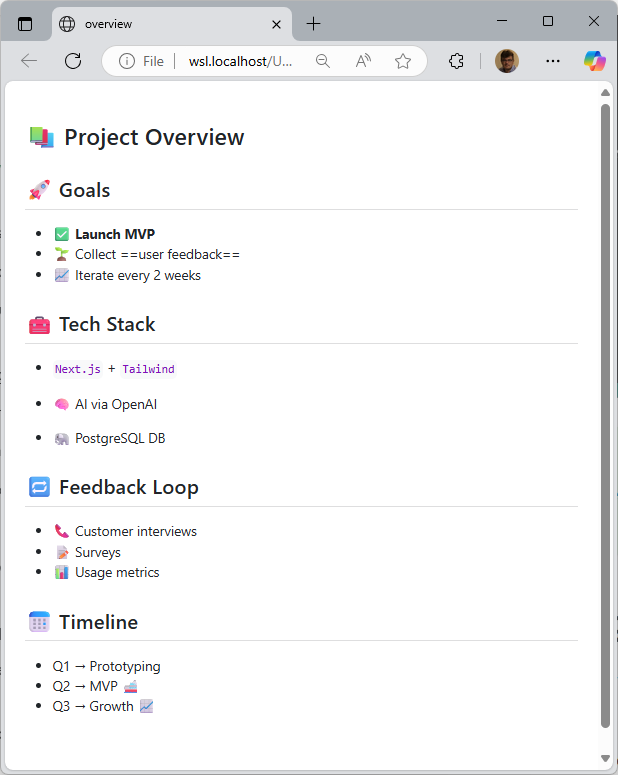 overview
File
wsl.localhost/U...
📚 Project Overview
🚀 Goals
✅ Launch MVP
🌱 Collect ==user feedback==
📈 Iterate every 2 weeks
🧰 Tech Stack
Next.js + Tailwind
🧠 AI via OpenAI
🐘 PostgreSQL DB
🔁 Feedback Loop
📞 Customer interviews
📝 Surveys
📊 Usage metrics
🗓️ Timeline
Q1 → Prototyping
Q2 → MVP 🚢
Q3 → Growth 📈